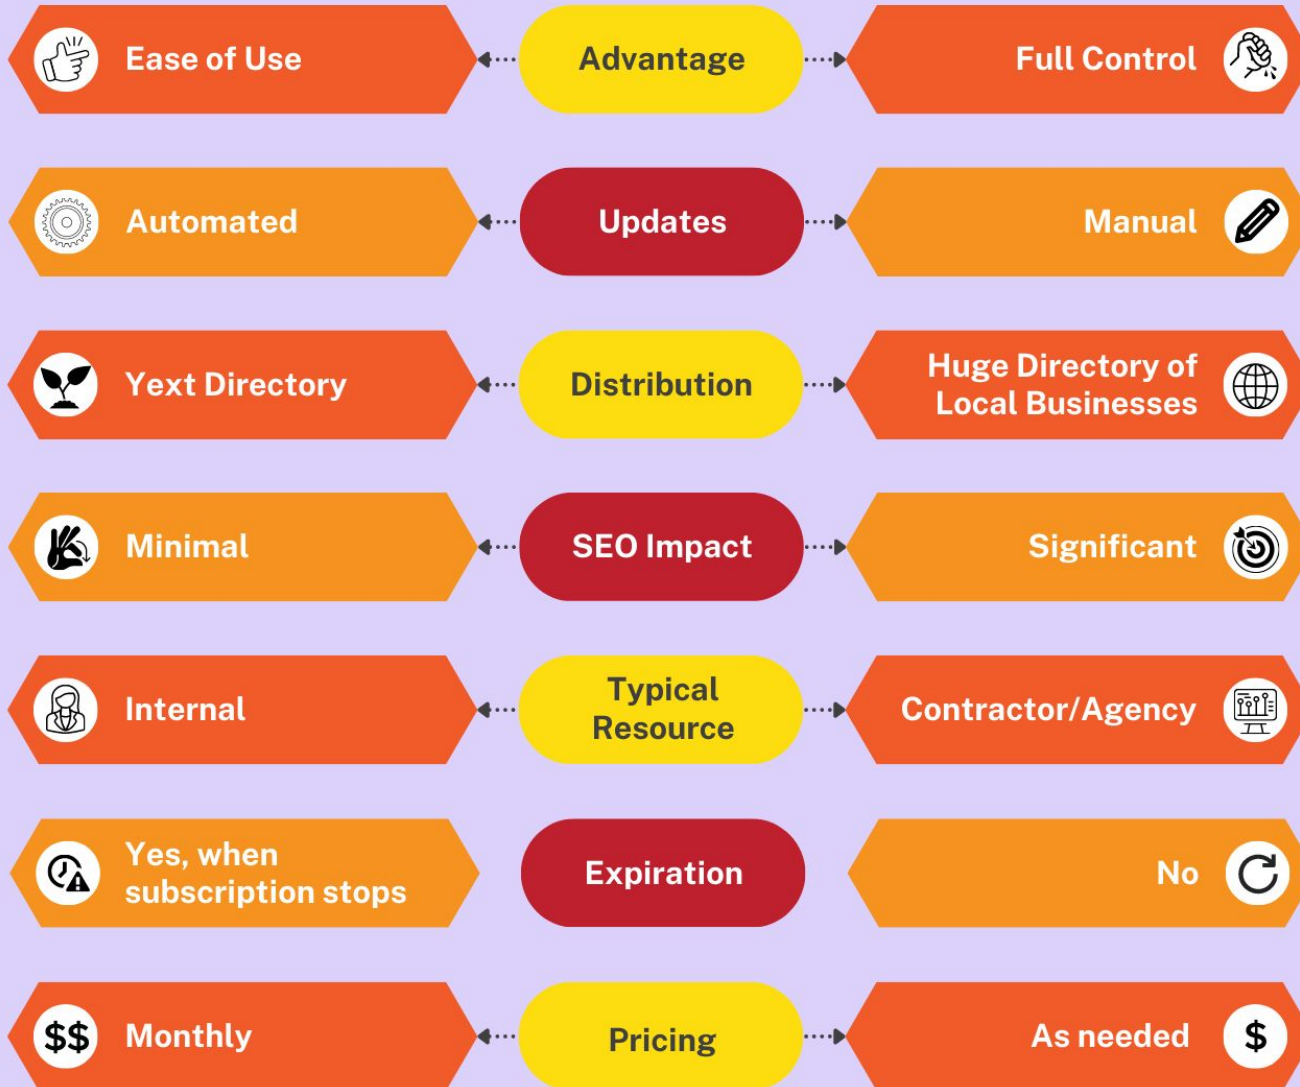 Ease of Use
Advantage
Full Control
Automated
Updates
Manual
Yext Directory
Distribution
Huge Directory of
Local Businesses
Minimal
SEO Impact
Significant
Internal
Typical
Resource
Contractor/Agency
Yes, when
subscription stops
Expiration
No
$$ Monthly
Pricing
As needed $